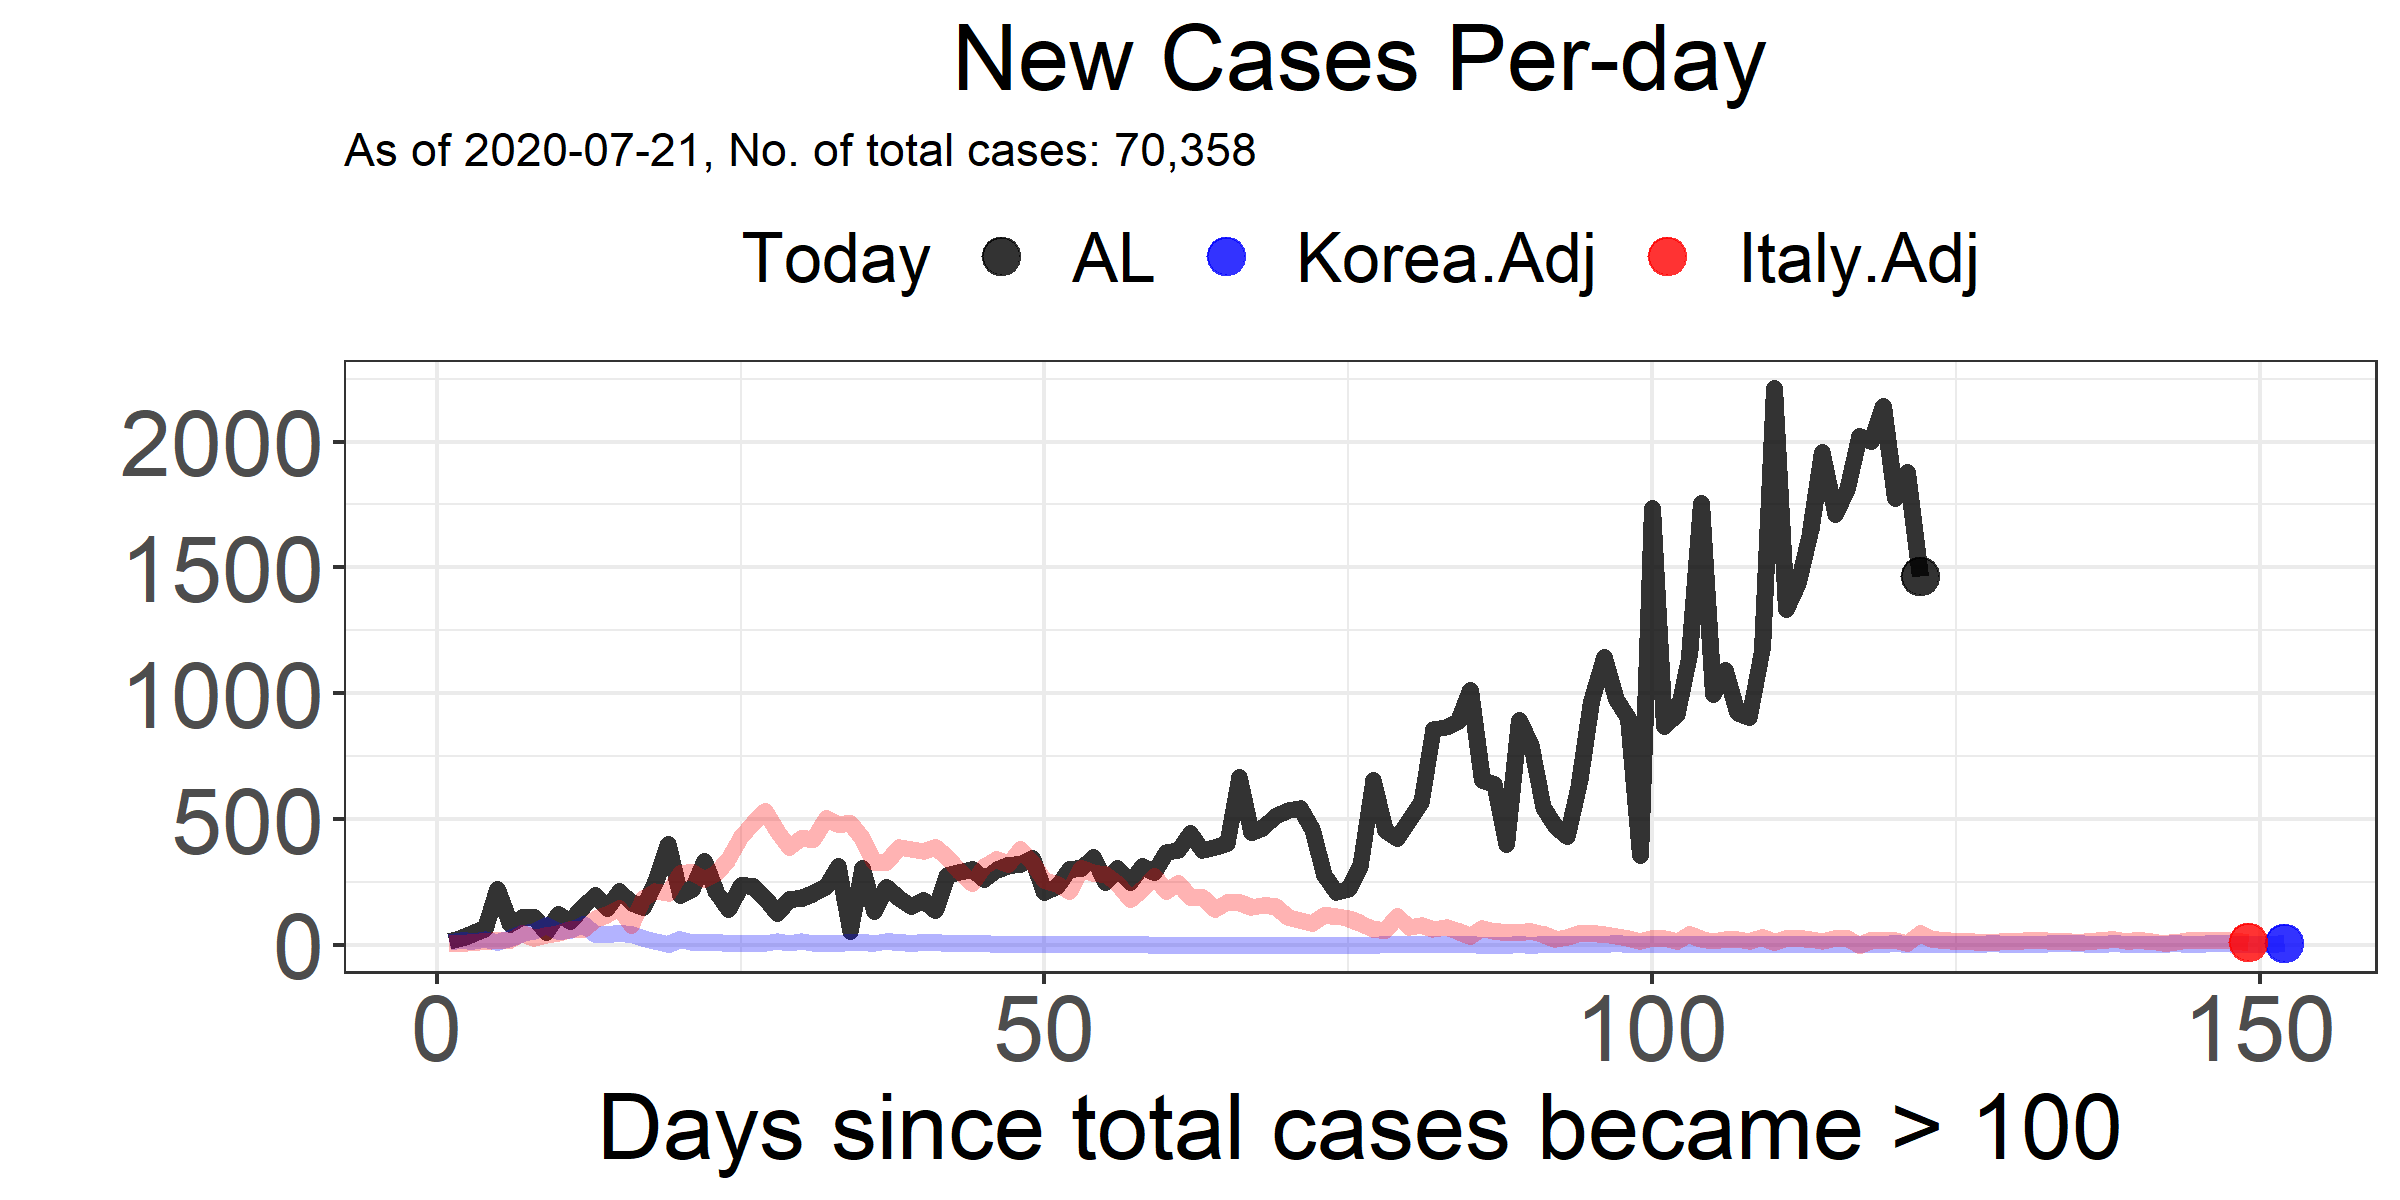 New Cases Per-day
As of 2020-07-21, No. of total cases: 70,358
Today AL Korea.Adj Italy.Adj
2000
1500
1000
500
0
0 50 100 150
Days since total cases became > 100